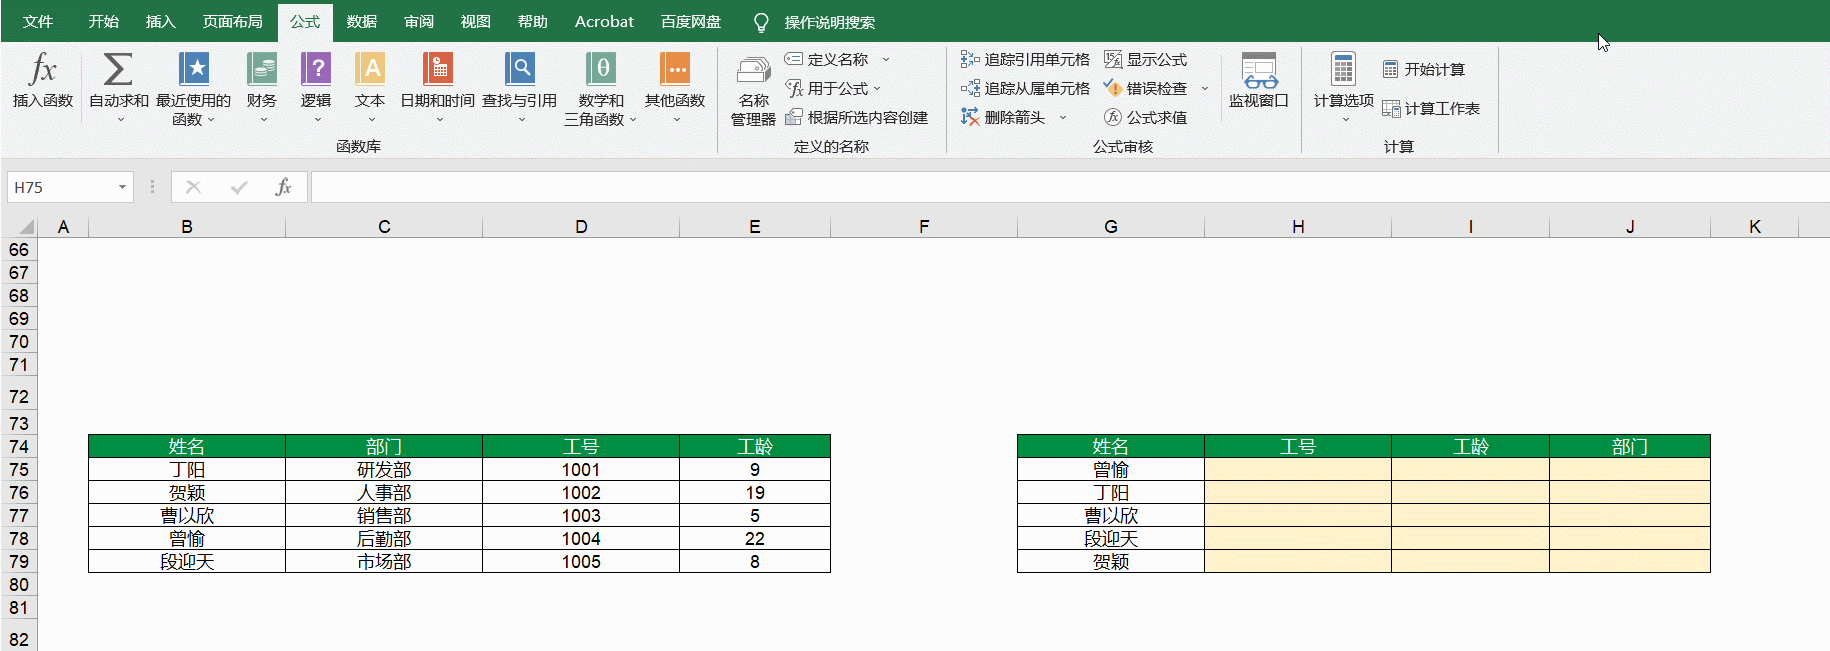 文件 开始 插入 页面布局 公式 数据 审阅 视图 帮助 Acrobat 百度网盘 操作说明搜索
fx 插入函数
Σ 自动求和
最近使用的
函数
财务
? 逻辑
A 文本
日期和时间
查找与引用
θ 数学和
三角函数
其他函数
函数库
名称
管理器
定义名称
用于公式
根据所选内容创建
定义的名称
追踪引用单元格
追踪从属单元格
删除箭头
显示公式
错误检查
公式求值
公式审核
监视窗口
计算选项
开始计算
计算工作表
计算
H75 fx
A B C D E F G H I J K
66
67
68
69
70
71
72
73
74 姓名 部门 工号 工龄 姓名 工号 工龄 部门
75 丁阳 研发部 1001 9 曾愉
76 贺颖 人事部 1002 19 丁阳
77 曹以欣 销售部 1003 5 曹以欣
78 曾愉 后勤部 1004 22 段迎天
79 段迎天 市场部 1005 8 贺颖
80
81
82